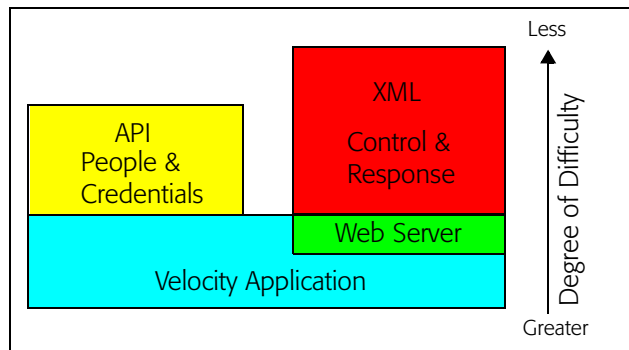 Less
XML
API
People &
Credentials
Control &
Response
Web Server
Velocity Application
Degree of Difficulty
Greater